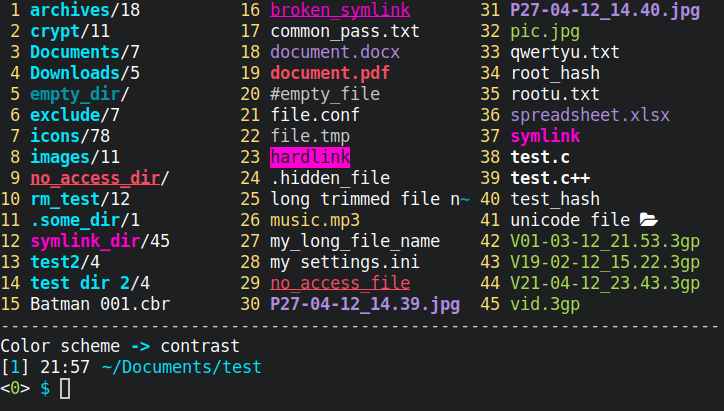 1 archives/18 16 broken_symlink 31 P27-04-12_14.40.jpg
2 crypt/11 17 common_pass.txt 32 pic.jpg
3 Documents/7 18 document.docx 33 qwertyu.txt
4 Downloads/5 19 document.pdf 34 root_hash
5 empty_dir/ 20 #empty_file 35 rootu.txt
6 exclude/7 21 file.conf 36 spreadsheet.xlsx
7 icons/78 22 file.tmp 37 symlink
8 images/11 23 hardlink 38 test.c
9 no_access_dir/ 24 .hidden_file 39 test.c++
10 rm_test/12 25 long trimmed file n~ 40 test_hash
11 .some_dir/1 26 music.mp3 41 unicode file
12 symlink_dir/45 27 my_long_file_name 42 V01-03-12_21.53.3gp
13 test2/4 28 my settings.ini 43 V19-02-12_15.22.3gp
14 test dir 2/4 29 no_access_file 44 V21-04-12_23.43.3gp
15 Batman 001.cbr 30 P27-04-12_14.39.jpg 45 vid.3gp
Color scheme -> contrast
[1] 21:57 ~/Documents/test
<0> $